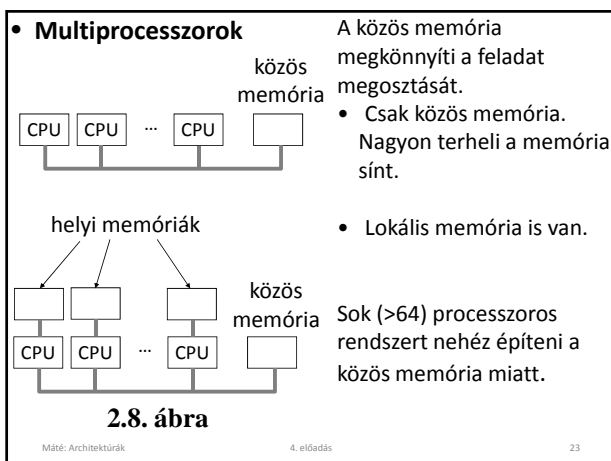 • Multiprocesszorok
közös
memória
CPU CPU ... CPU
helyi memóriák
közös
memória
CPU CPU ... CPU
2.8. ábra
A közös memória
megkönnyíti a feladat
megosztását.
• Csak közös memória.
Nagyon terheli a memória
sínt.
• Lokális memória is van.
Sok (>64) processzoros
rendszert nehéz építeni a
közös memória miatt.
Máté: Architektúrák 4. előadás 23